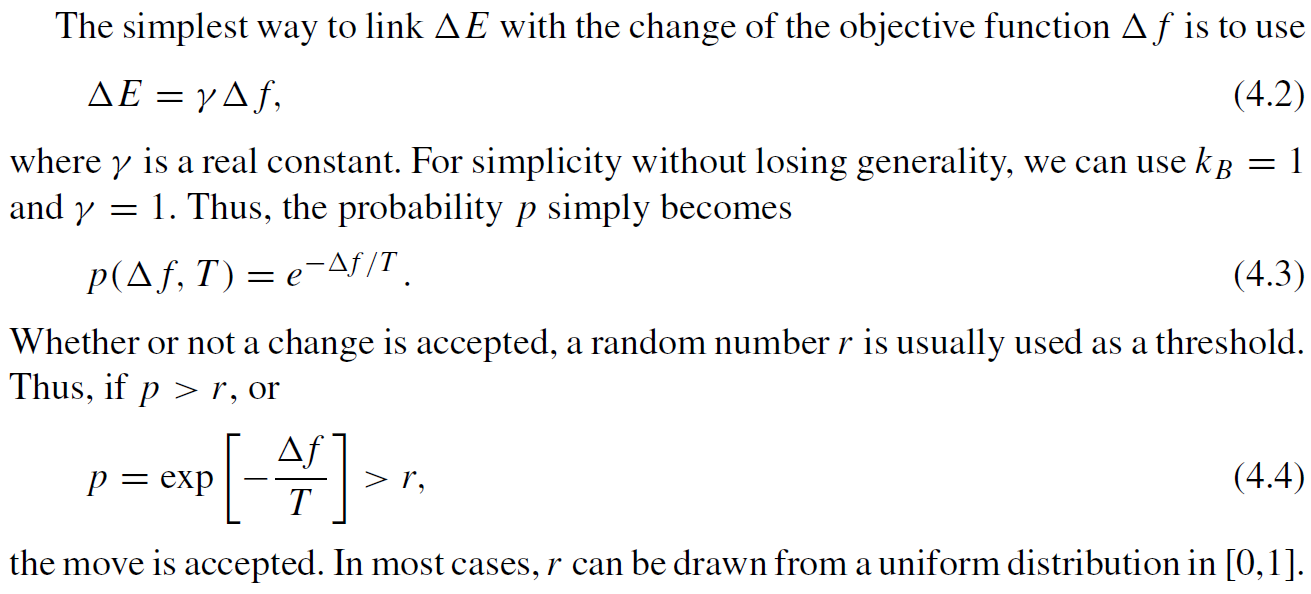 The simplest way to link ΔE with the change of the objective function Δf is to use
ΔE = γΔf, (4.2)
where γ is a real constant. For simplicity without losing generality, we can use k_B = 1
and γ = 1. Thus, the probability p simply becomes
p(Δf, T) = e^{−Δf/T}. (4.3)
Whether or not a change is accepted, a random number r is usually used as a threshold.
Thus, if p > r, or
p = exp[−Δf/T] > r, (4.4)
the move is accepted. In most cases, r can be drawn from a uniform distribution in [0,1].